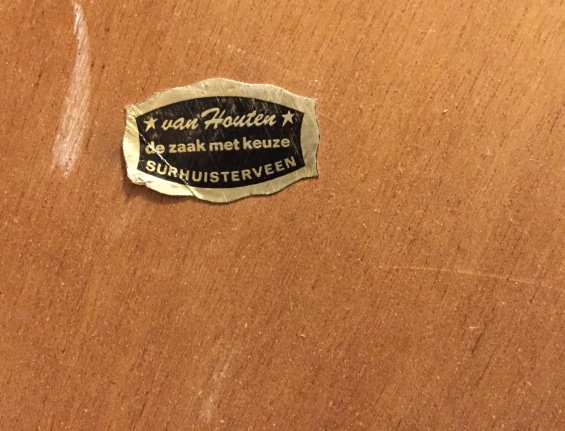 ★ van Houten ★
de zaak met keuze
SURHUISTERVEEN